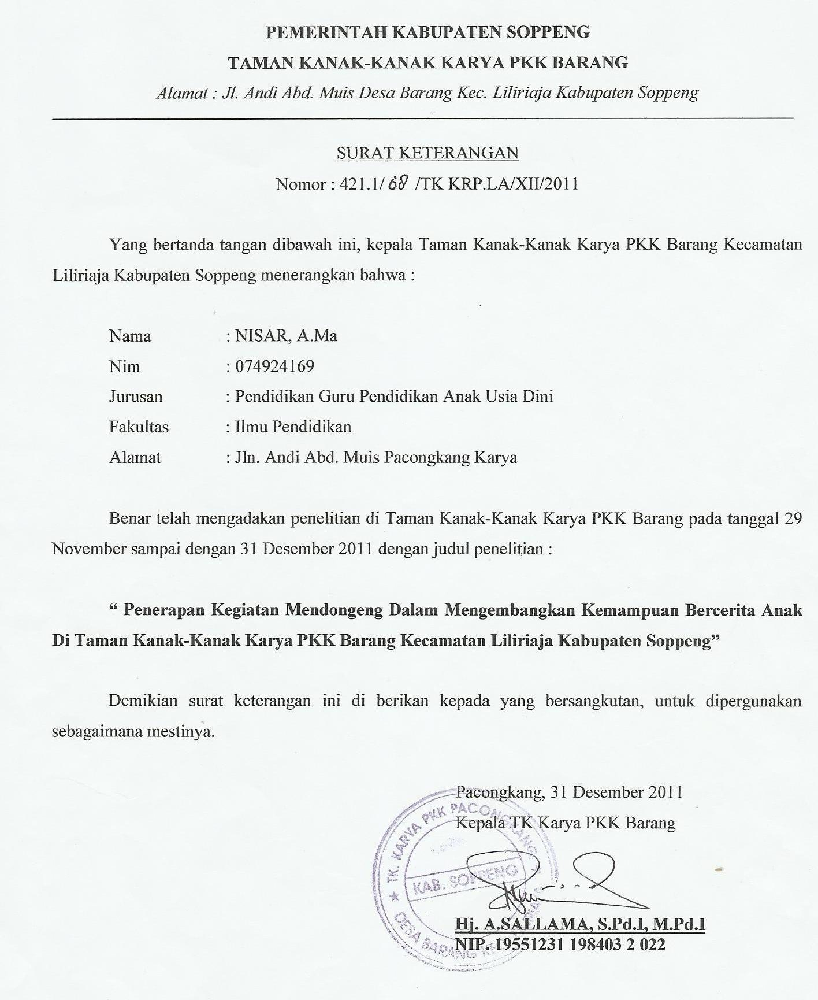 PEMERINTAH KABUPATEN SOPPENG
TAMAN KANAK-KANAK KARYA PKK BARANG
Alamat : Jl. Andi Abd. Muis Desa Barang Kec. Liliriaja Kabupaten Soppeng
SURAT KETERANGAN
Nomor : 421.1/ 68 /TK KRP.LA/XII/2011
Yang bertanda tangan dibawah ini, kepala Taman Kanak-Kanak Karya PKK Barang Kecamatan
Liliriaja Kabupaten Soppeng menerangkan bahwa :
Nama : NISAR, A.Ma
Nim : 074924169
Jurusan : Pendidikan Guru Pendidikan Anak Usia Dini
Fakultas : Ilmu Pendidikan
Alamat : Jln. Andi Abd. Muis Pacongkang Karya
Benar telah mengadakan penelitian di Taman Kanak-Kanak Karya PKK Barang pada tanggal 29
November sampai dengan 31 Desember 2011 dengan judul penelitian :
“ Penerapan Kegiatan Mendongeng Dalam Mengembangkan Kemampuan Bercerita Anak
Di Taman Kanak-Kanak Karya PKK Barang Kecamatan Liliriaja Kabupaten Soppeng”
Demikian surat keterangan ini di berikan kepada yang bersangkutan, untuk dipergunakan
sebagaimana mestinya.
Pacongkang, 31 Desember 2011
Kepala TK Karya PKK Barang
TK. KARYA PKK PACONGKANG
KAB. SOPPENG
DESA BARANG KEC.
Hj. A.SALLAMA, S.Pd.I, M.Pd.I
NIP. 19551231 198403 2 022